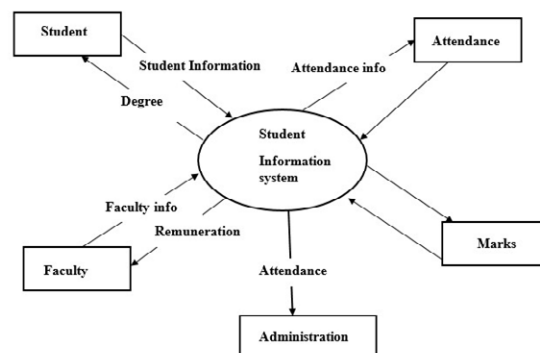 Student
Attendance
Student Information
Attendance info
Degree
Student
Information
system
Faculty info
Remuneration
Marks
Faculty
Attendance
Administration